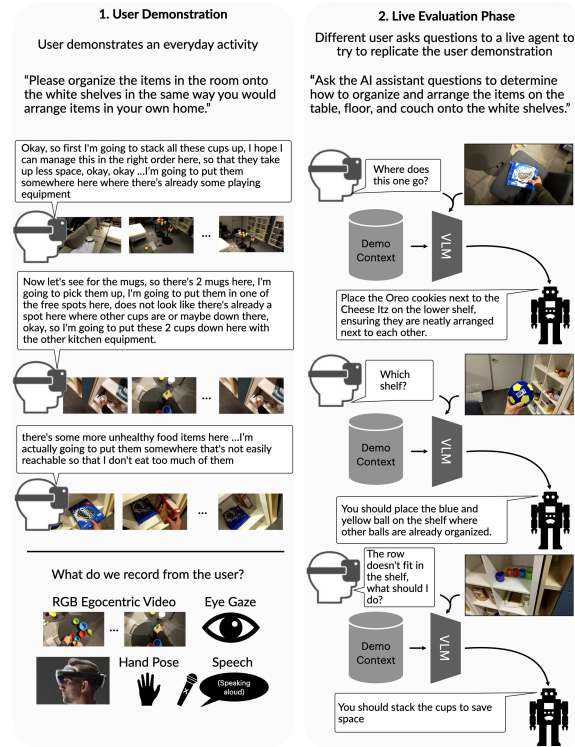 1. User Demonstration
User demonstrates an everyday activity
“Please organize the items in the room onto
the white shelves in the same way you would
arrange items in your own home.”
Okay, so first I'm going to stack all these cups up, I hope I
can manage this in the right order here, so that they take
up less space, okay, okay ...I'm going to put them
somewhere here where there's already some playing
equipment
...
Now let's see for the mugs, so there's 2 mugs here, I'm
going to pick them up, I'm going to put them in one of
the free spots here, does not look like there's already a
spot here where other cups are or maybe down there,
okay, so I'm going to put these 2 cups down here with
the other kitchen equipment.
...
there's some more unhealthy food items here ...I'm
actually going to put them somewhere that's not easily
reachable so that I don't eat too much of them
...
What do we record from the user?
RGB Egocentric Video
Eye Gaze
...
Hand Pose
Speech
(Speaking
aloud)
2. Live Evaluation Phase
Different user asks questions to a live agent to
try to replicate the user demonstration
“Ask the AI assistant questions to determine
how to organize and arrange the items on the
table, floor, and couch onto the white shelves.”
Where does
this one go?
Demo
Context
VLM
Place the Oreo cookies next to the
Cheese Itz on the lower shelf,
ensuring they are neatly arranged
next to each other.
Which
shelf?
Demo
Context
VLM
You should place the blue and
yellow ball on the shelf where
other balls are already organized.
The row
doesn't fit in
the shelf,
what should I
do?
Demo
Context
VLM
You should stack the cups to save
space